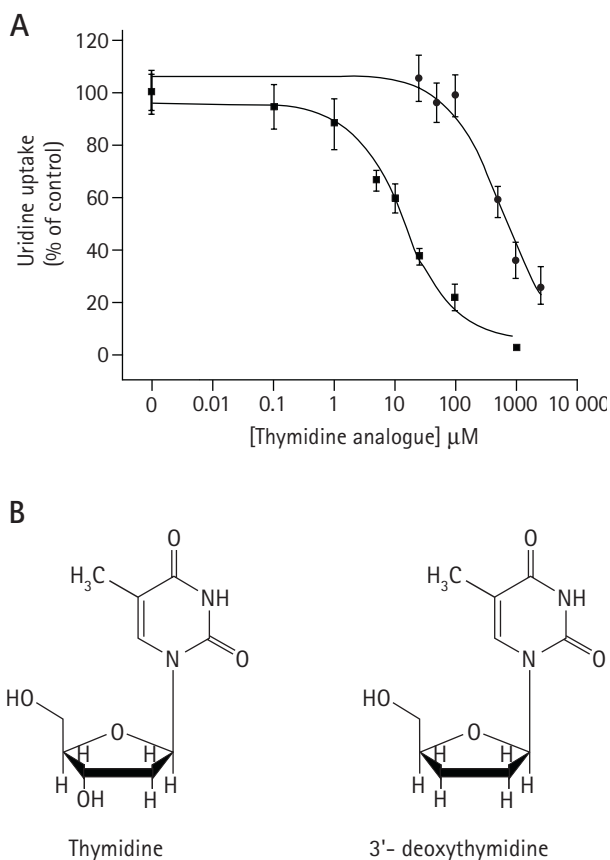 A
120
100
80
60
40
20
0
Uridine uptake
(% of control)
0 0.01 0.1 1 10 100 1000 10 000
[Thymidine analogue] μM
B
O
H₃C
NH
N O
HO
O
H H
H H H
OH H
Thymidine
O
H₃C
NH
N O
HO
O
H H
H H H
H H
3'- deoxythymidine